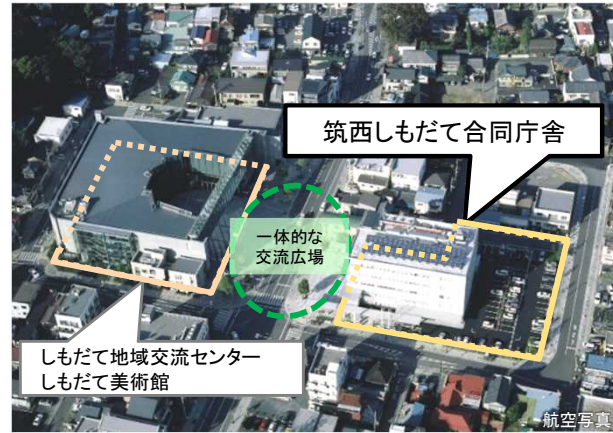 筑西しもだて合同庁舎
一体的な
交流広場
しもだて地域交流センター
しもだて美術館
航空写真